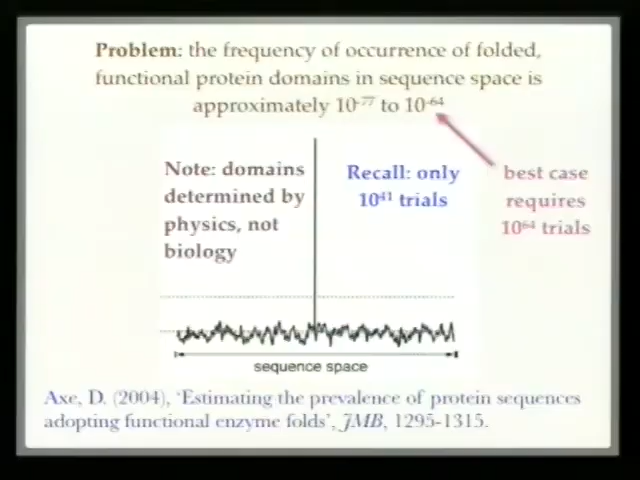 Problem: the frequency of occurrence of folded,
functional protein domains in sequence space is
approximately 10⁻⁷⁷ to 10⁻⁶⁴
Note: domains
determined by
physics, not
biology
Recall: only
10⁴¹ trials
best case
requires
10⁶⁴ trials
sequence space
Axe, D. (2004), ‘Estimating the prevalence of protein sequences
adopting functional enzyme folds’, JMB, 1295-1315.